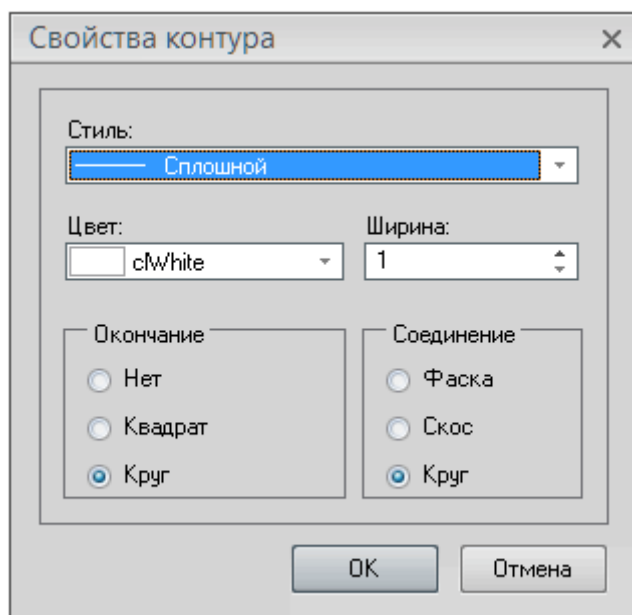 Свойства контура
Стиль:
Сплошной
Цвет: Ширина:
clWhite 1
Окончание Соединение
Нет Фаска
Квадрат Скос
Круг Круг
OK Отмена